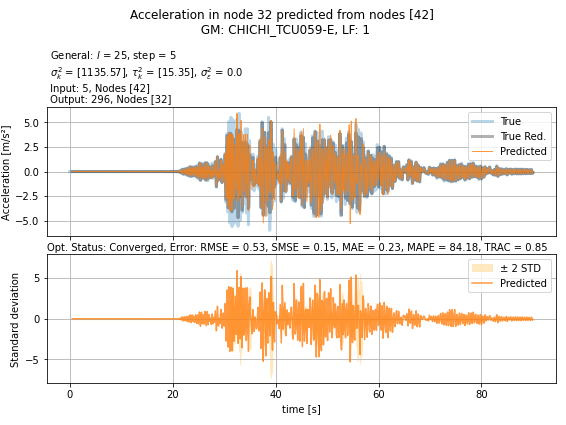 Acceleration in node 32 predicted from nodes [42]
GM: CHICHI_TCU059-E, LF: 1
General: l = 25, step = 5
σ²ₖ = [1135.57], τ²ₖ = [15.35], σ²ε = 0.0
Input: 5, Nodes [42]
Output: 296, Nodes [32]
Acceleration [m/s²]
5.0
2.5
0.0
−2.5
−5.0
True
True Red.
Predicted
Opt. Status: Converged, Error: RMSE = 0.53, SMSE = 0.15, MAE = 0.23, MAPE = 84.18, TRAC = 0.85
Standard deviation
5
0
−5
± 2 STD
Predicted
0
20
40
60
80
time [s]